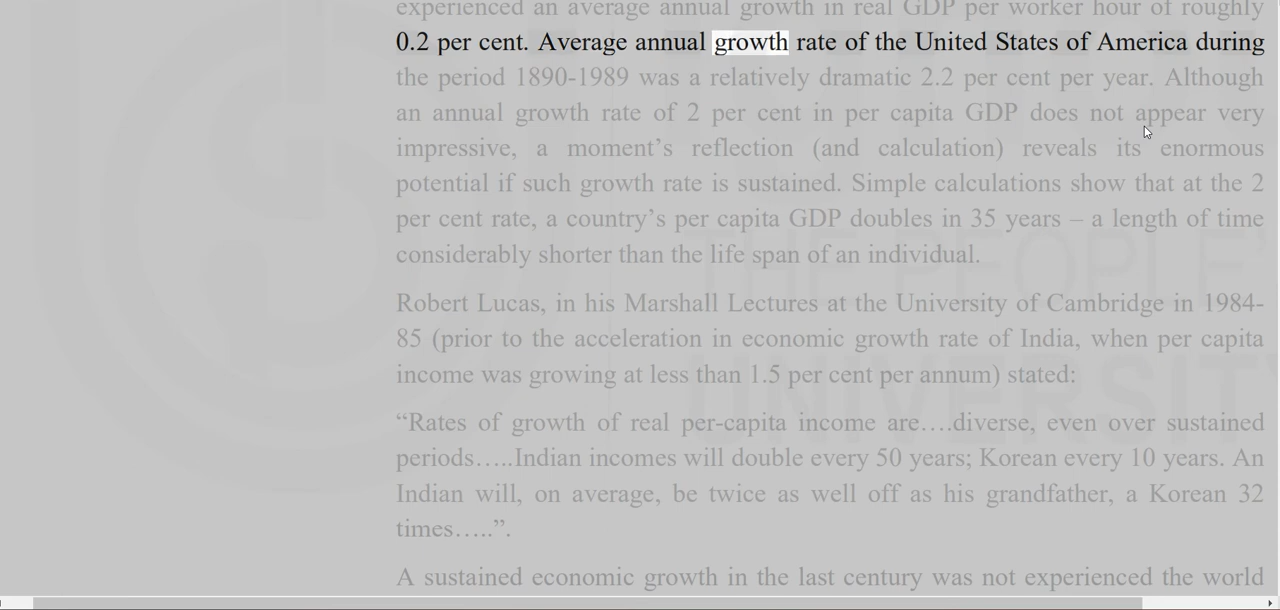 experienced an average annual growth in real GDP per worker hour of roughly
0.2 per cent. Average annual growth rate of the United States of America during
the period 1890-1989 was a relatively dramatic 2.2 per cent per year. Although
an annual growth rate of 2 per cent in per capita GDP does not appear very
impressive, a moment’s reflection (and calculation) reveals its enormous
potential if such growth rate is sustained. Simple calculations show that at the 2
per cent rate, a country’s per capita GDP doubles in 35 years – a length of time
considerably shorter than the life span of an individual.
Robert Lucas, in his Marshall Lectures at the University of Cambridge in 1984-
85 (prior to the acceleration in economic growth rate of India, when per capita
income was growing at less than 1.5 per cent per annum) stated:
“Rates of growth of real per-capita income are….diverse, even over sustained
periods…..Indian incomes will double every 50 years; Korean every 10 years. An
Indian will, on average, be twice as well off as his grandfather, a Korean 32
times…..”.
A sustained economic growth in the last century was not experienced the world
THE PEOPLE’
UNIVERSITY